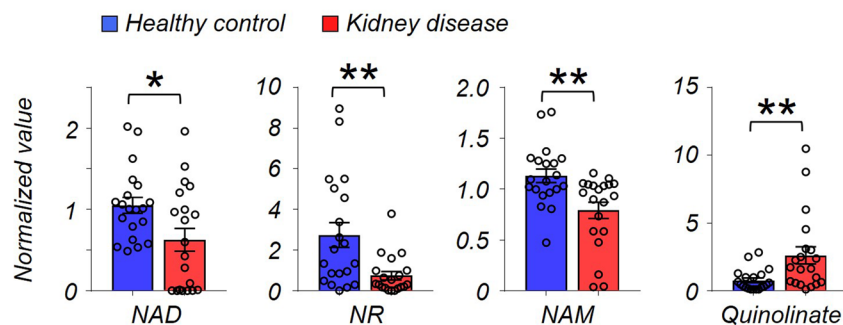 Healthy control Kidney disease
Normalized value
* ** ** **
2 10 2.0 15
8
1 6 1.5 10
4 1.0
2 0.5 5
0 0 0 0
NAD NR NAM Quinolinate